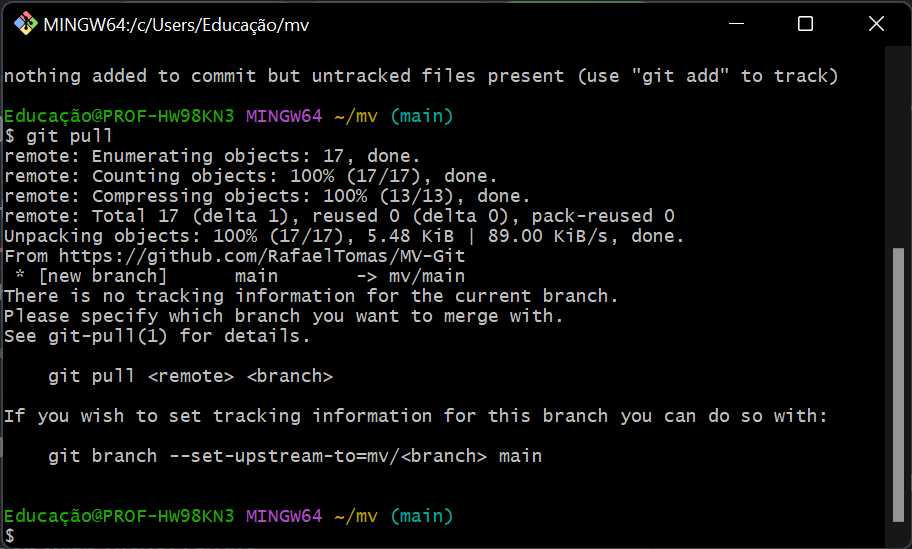 MINGW64:/c/Users/Educação/mv
nothing added to commit but untracked files present (use "git add" to track)
Educação@PROF-HW98KN3 MINGW64 ~/mv (main)
$ git pull
remote: Enumerating objects: 17, done.
remote: Counting objects: 100% (17/17), done.
remote: Compressing objects: 100% (13/13), done.
remote: Total 17 (delta 1), reused 0 (delta 0), pack-reused 0
Unpacking objects: 100% (17/17), 5.48 KiB | 89.00 KiB/s, done.
From https://github.com/RafaelTomas/MV-Git
 * [new branch]      main       -> mv/main
There is no tracking information for the current branch.
Please specify which branch you want to merge with.
See git-pull(1) for details.
    git pull <remote> <branch>
If you wish to set tracking information for this branch you can do so with:
    git branch --set-upstream-to=mv/<branch> main
Educação@PROF-HW98KN3 MINGW64 ~/mv (main)
$